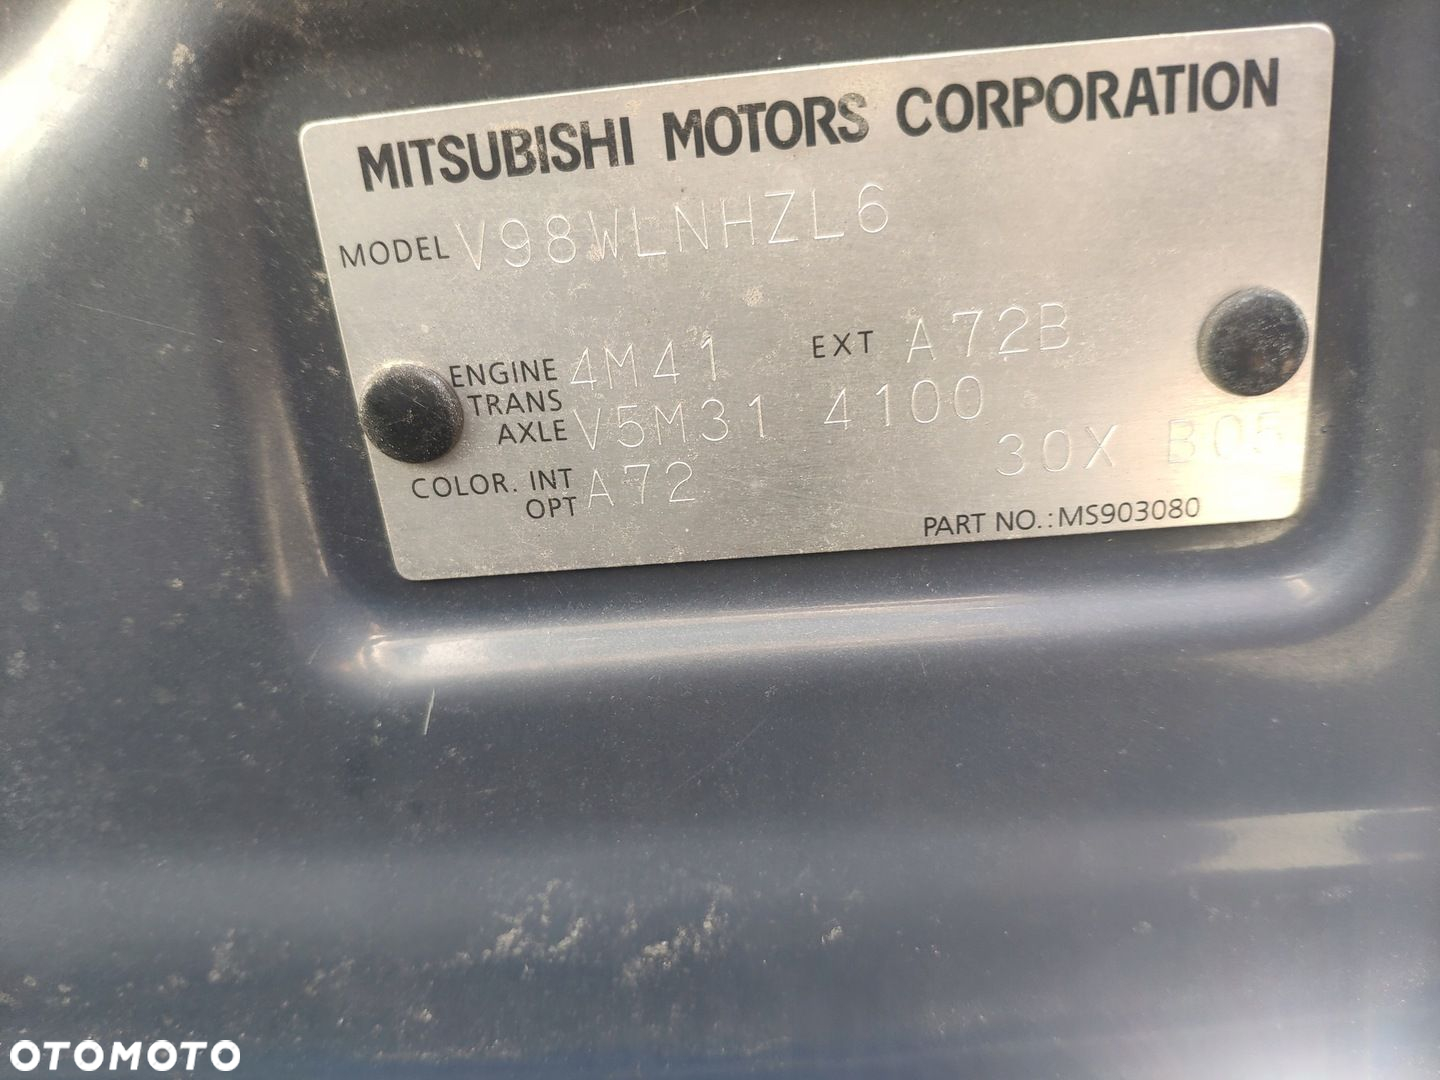 MITSUBISHI MOTORS CORPORATION
MODEL V98WLNHZL6
ENGINE 4M41 EXT A72B
TRANS
AXLE V5M31 4100
COLOR. INT A72 30X
OPT
PART NO.:MS903080
OTOMOTO